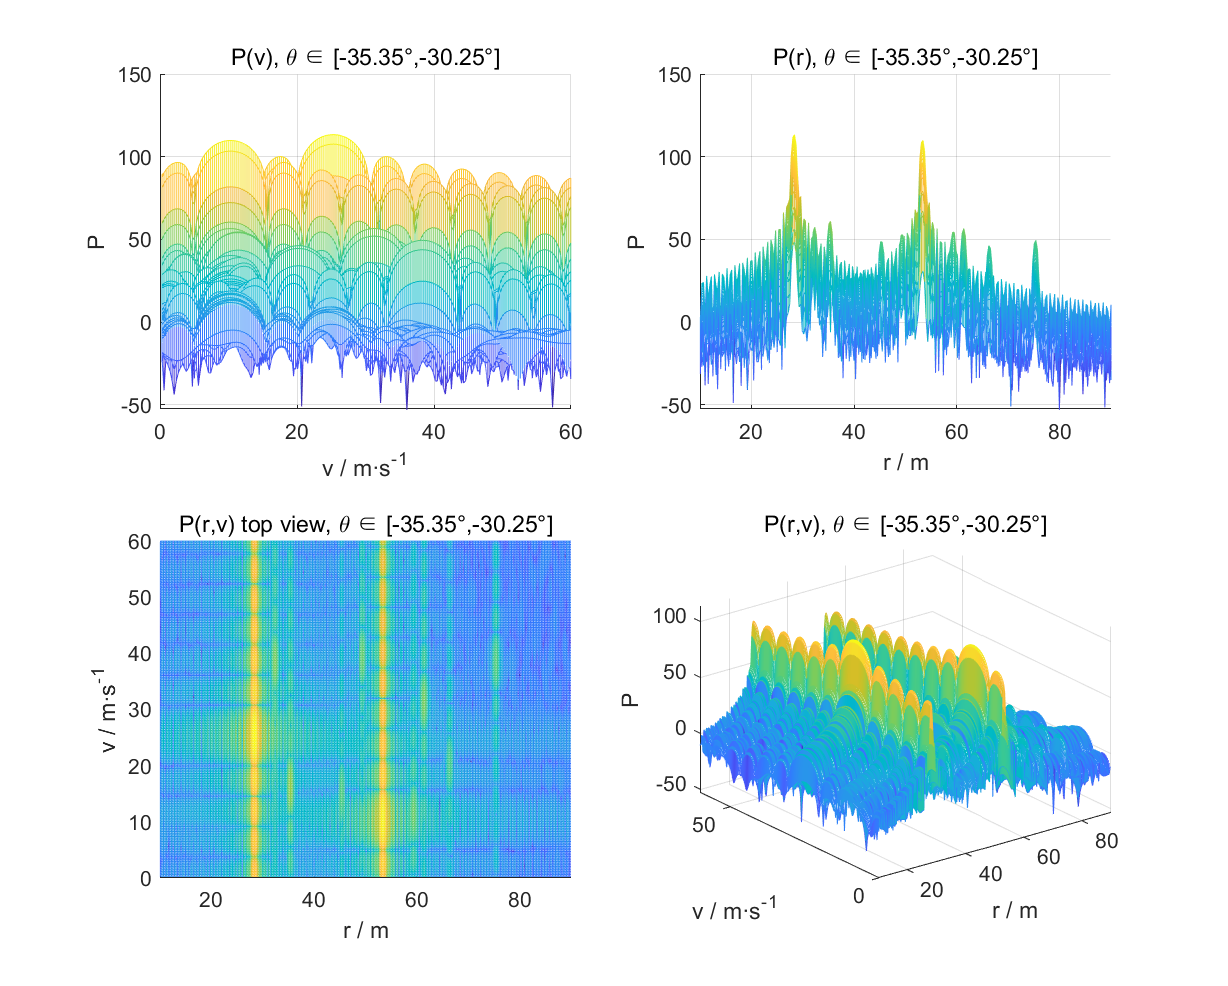 P(v), θ ∈ [-35.35°,-30.25°]
150
100
50
0
-50
P
0 20 40 60
v / m·s-1
P(r), θ ∈ [-35.35°,-30.25°]
150
100
50
0
-50
P
20 40 60 80
r / m
P(r,v) top view, θ ∈ [-35.35°,-30.25°]
60
50
40
30
20
10
0
v / m·s-1
20 40 60 80
r / m
P(r,v), θ ∈ [-35.35°,-30.25°]
100
50
0
-50
P
50
0
v / m·s-1
20 40 60 80
r / m